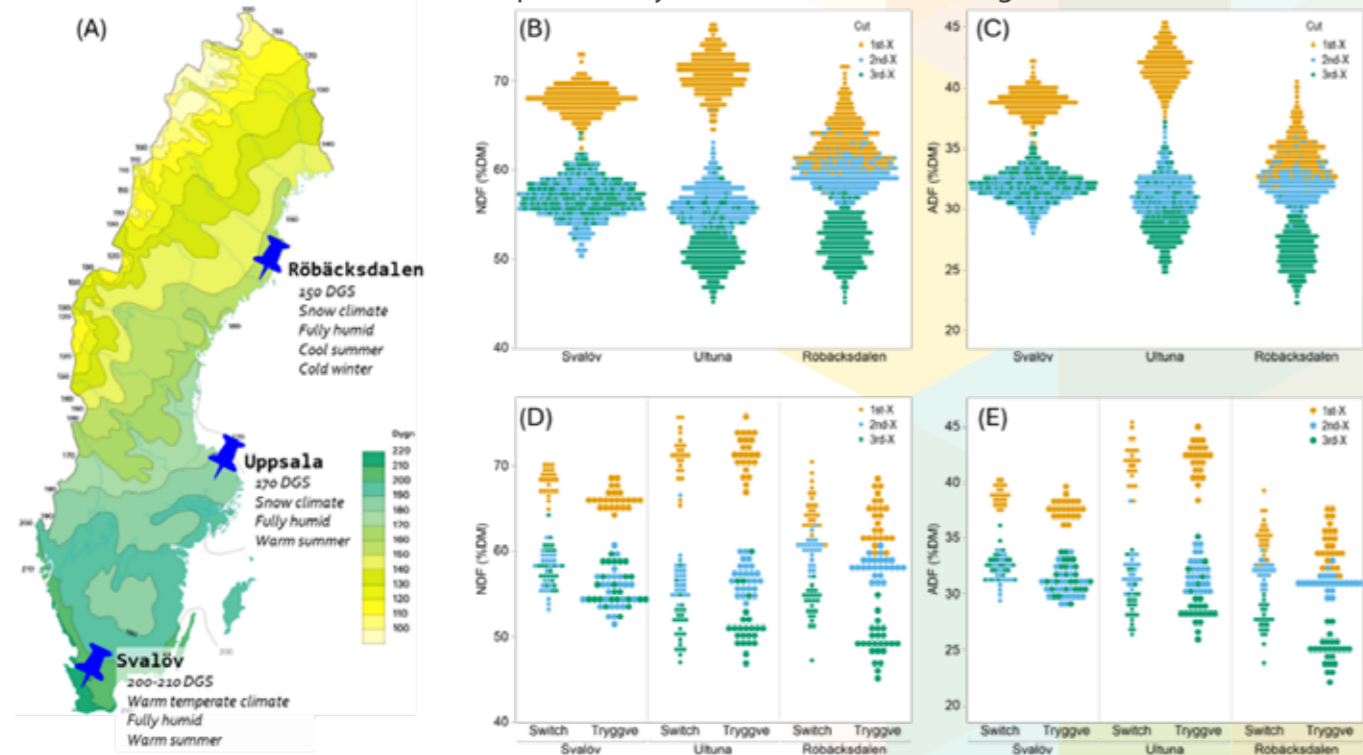 (A)
Röbäcksdalen
150 DGS
Snow climate
Fully humid
Cool summer
Cold winter
Uppsala
170 DGS
Snow climate
Fully humid
Warm summer
Svalöv
200-210 DGS
Warm temperate climate
Fully humid
Warm summer
Dygn
220
210
200
190
180
170
160
150
140
130
120
110
100
(B)
Cut
1st-X
2nd-X
3rd-X
NDF (%DM)
70
60
50
40
Svalöv
Ultuna
Röbäcksdalen
(C)
Cut
1st-X
2nd-X
3rd-X
ADF (%DM)
45
40
35
30
25
20
Svalöv
Ultuna
Röbäcksdalen
(D)
1st-X
2nd-X
3rd-X
NDF (%DM)
70
60
50
40
Switch Tryggve Switch Tryggve Switch Tryggve
Svalöv Ultuna Röbäcksdalen
(E)
1st-X
2nd-X
3rd-X
ADF (%DM)
45
40
35
30
25
20
Switch Tryggve Switch Tryggve Switch Tryggve
Svalöv Ultuna Röbäcksdalen